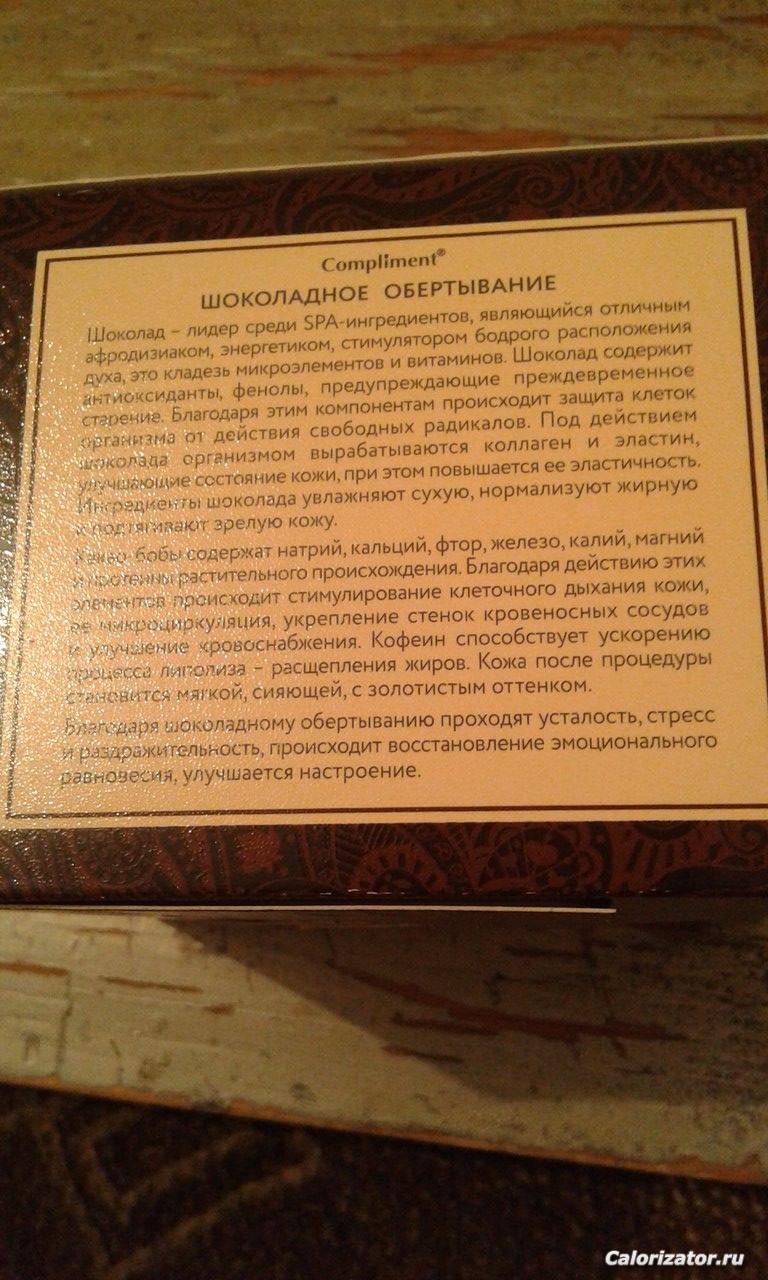 Compliment®
ШОКОЛАДНОЕ ОБЕРТЫВАНИЕ
Шоколад – лидер среди SPA-ингредиентов, являющийся отличным
афродизиаком, энергетиком, стимулятором бодрого расположения
духа, это кладезь микроэлементов и витаминов. Шоколад содержит
антиоксиданты, фенолы, предупреждающие преждевременное
старение. Благодаря этим компонентам происходит защита клеток
организма от действия свободных радикалов. Под действием
шоколада организмом вырабатываются коллаген и эластин,
улучшающие состояние кожи, при этом повышается ее эластичность.
Ингредиенты шоколада увлажняют сухую, нормализуют жирную
и подтягивают зрелую кожу.
Какао-бобы содержат натрий, кальций, фтор, железо, калий, магний
и протеины растительного происхождения. Благодаря действию этих
элементов происходит стимулирование клеточного дыхания кожи,
ее микроциркуляция, укрепление стенок кровеносных сосудов
и улучшение кровоснабжения. Кофеин способствует ускорению
процесса липолиза – расщепления жиров. Кожа после процедуры
становится мягкой, сияющей, с золотистым оттенком.
Благодаря шоколадному обертыванию проходят усталость, стресс
и раздражительность, происходит восстановление эмоционального
равновесия, улучшается настроение.
Calorizator.ru